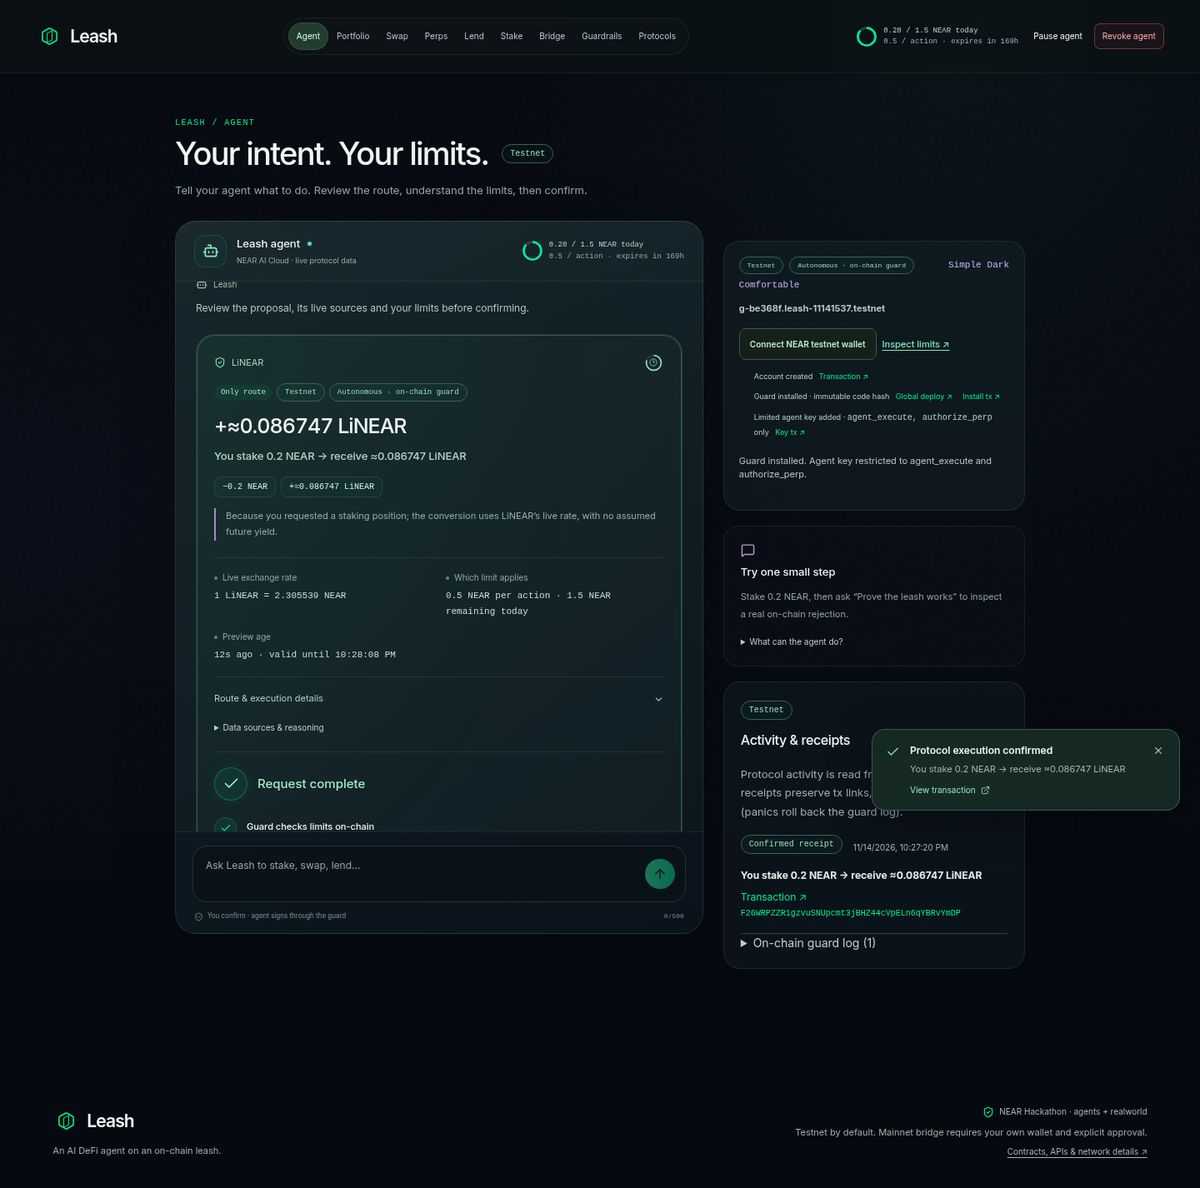 Leash
Agent
Portfolio
Swap
Perps
Lend
Stake
Bridge
Guardrails
Protocols
0.20 / 1.5 NEAR today
0.5 / action · expires in 169h
Pause agent
Revoke agent
LEASH / AGENT
Your intent. Your limits.
Testnet
Tell your agent what to do. Review the route, understand the limits, then confirm.
Leash agent
NEAR AI Cloud · live protocol data
0.20 / 1.5 NEAR today
0.5 / action · expires in 169h
Leash
Review the proposal, its live sources and your limits before confirming.
LiNEAR
Only route
Testnet
Autonomous · on-chain guard
+≈0.086747 LiNEAR
You stake 0.2 NEAR → receive ≈0.086747 LiNEAR
−0.2 NEAR
+≈0.086747 LiNEAR
Because you requested a staking position; the conversion uses LiNEAR's live rate, with no assumed
future yield.
Live exchange rate
1 LiNEAR = 2.305539 NEAR
Which limit applies
0.5 NEAR per action · 1.5 NEAR
remaining today
Preview age
12s ago · valid until 10:28:08 PM
Route & execution details
▶ Data sources & reasoning
Request complete
Guard checks limits on-chain
Ask Leash to stake, swap, lend...
You confirm · agent signs through the guard
0/500
Testnet
Autonomous · on-chain guard
Simple Dark
Comfortable
g-be368f.leash-11141537.testnet
Connect NEAR testnet wallet
Inspect limits ↗
Account created Transaction ↗
Guard installed · immutable code hash Global deploy ↗ Install tx ↗
Limited agent key added · agent_execute, authorize_perp
only Key tx ↗
Guard installed. Agent key restricted to agent_execute and
authorize_perp.
Try one small step
Stake 0.2 NEAR, then ask “Prove the leash works” to inspect
a real on-chain rejection.
▶ What can the agent do?
Testnet
Activity & receipts
Protocol activity is read fr
receipts preserve tx links,
(panics roll back the guard log).
Protocol execution confirmed
You stake 0.2 NEAR → receive ≈0.086747 LiNEAR
View transaction
Confirmed receipt
11/14/2026, 10:27:20 PM
You stake 0.2 NEAR → receive ≈0.086747 LiNEAR
Transaction ↗
F26WRPZZR1gzvuSNUpcmt3jBHZ44cVpELn6qYBRvYmDP
▶ On-chain guard log (1)
Leash
An AI DeFi agent on an on-chain leash.
NEAR Hackathon · agents + realworld
Testnet by default. Mainnet bridge requires your own wallet and explicit approval.
Contracts, APIs & network details ↗